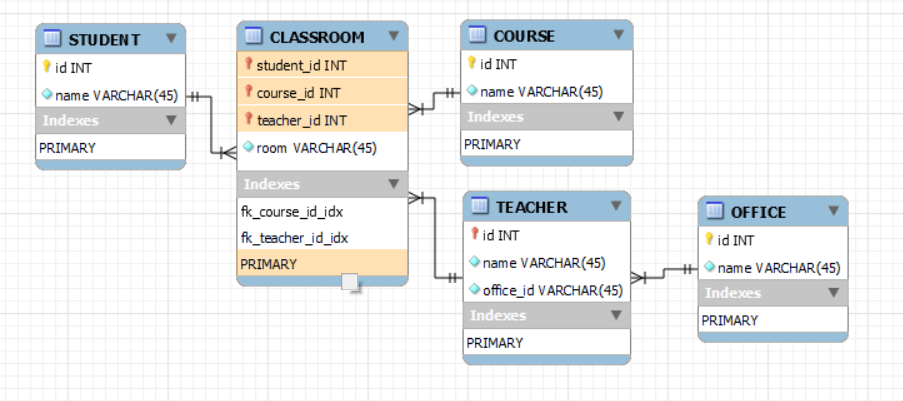 STUDENT
id INT
name VARCHAR(45)
Indexes
PRIMARY
CLASSROOM
student_id INT
course_id INT
teacher_id INT
room VARCHAR(45)
Indexes
fk_course_id_idx
fk_teacher_id_idx
PRIMARY
COURSE
id INT
name VARCHAR(45)
Indexes
PRIMARY
TEACHER
id INT
name VARCHAR(45)
office_id VARCHAR(45)
Indexes
PRIMARY
OFFICE
id INT
name VARCHAR(45)
Indexes
PRIMARY